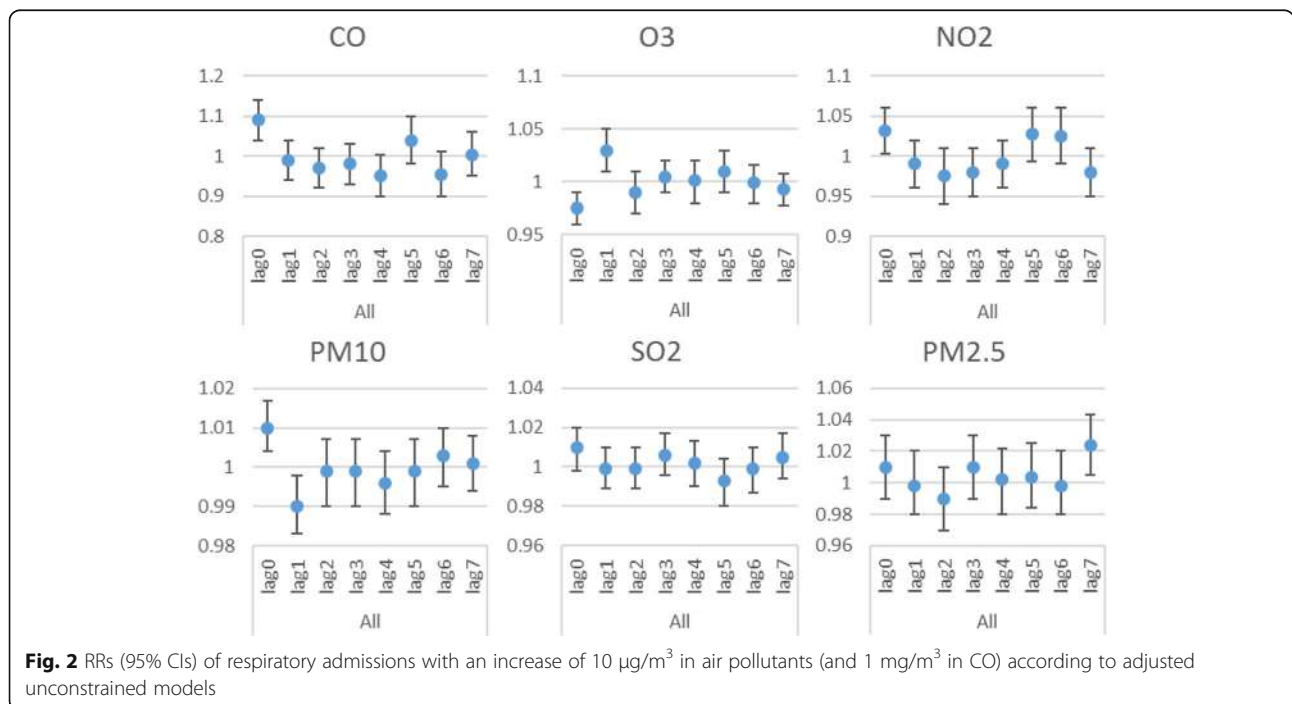 CO
O3
NO2
1.2
1.1
1
0.9
0.8
lag0
lag1
lag2
lag3
lag4
lag5
lag6
lag7
All
1.1
1.05
1
0.95
lag0
lag1
lag2
lag3
lag4
lag5
lag6
lag7
All
1.1
1.05
1
0.95
0.9
lag0
lag1
lag2
lag3
lag4
lag5
lag6
lag7
All
PM10
SO2
PM2.5
1.02
1.01
1
0.99
0.98
lag0
lag1
lag2
lag3
lag4
lag5
lag6
lag7
All
1.04
1.02
1
0.98
0.96
lag0
lag1
lag2
lag3
lag4
lag5
lag6
lag7
All
1.06
1.04
1.02
1
0.98
0.96
lag0
lag1
lag2
lag3
lag4
lag5
lag6
lag7
All
Fig. 2 RRs (95% CIs) of respiratory admissions with an increase of 10 μg/m³ in air pollutants (and 1 mg/m³ in CO) according to adjusted
unconstrained models